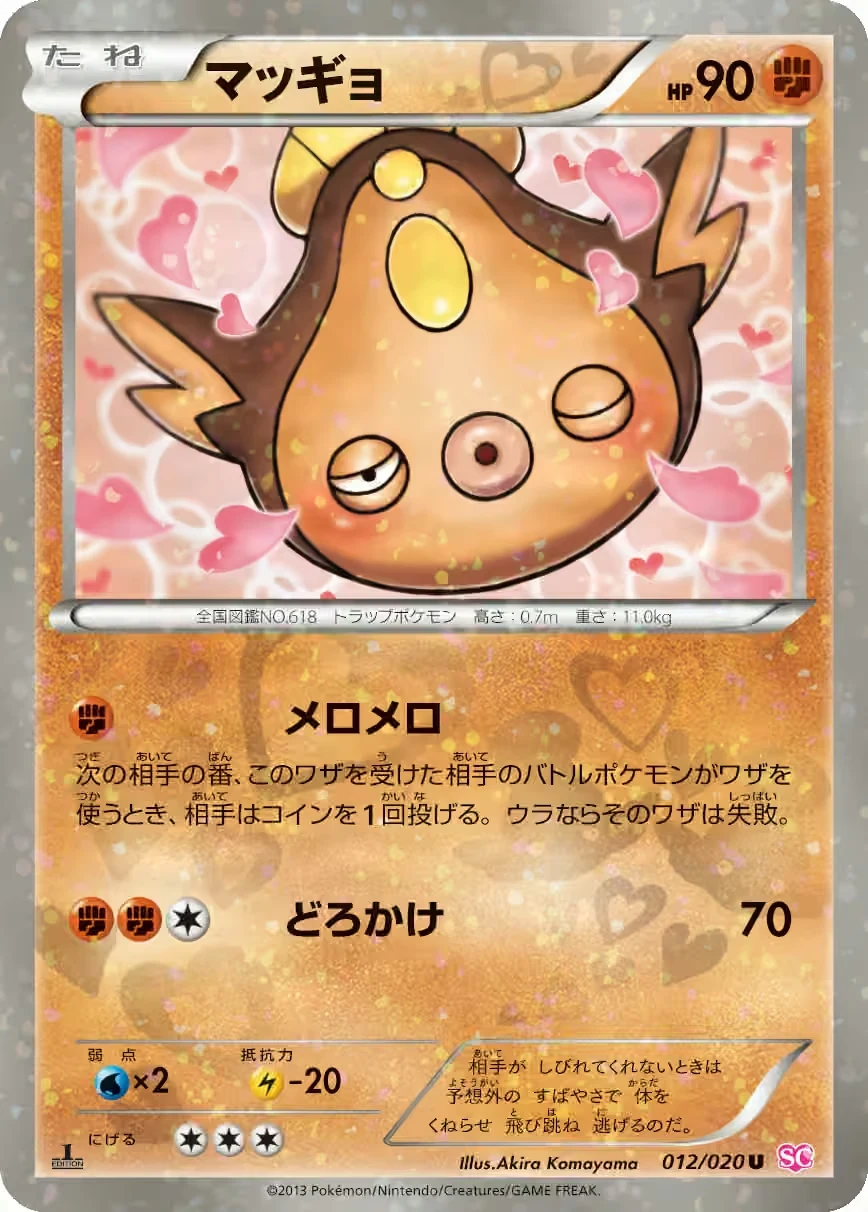 たね マッギョ HP90
全国図鑑NO.618 トラップポケモン 高さ：0.7m 重さ：11.0kg
メロメロ
次の相手の番、このワザを受けた相手のバトルポケモンがワザを
使うとき、相手はコインを1回投げる。ウラならそのワザは失敗。
どろかけ 70
弱点 ×2 抵抗力 -20
にげる
相手が しびれてくれないときは
予想外の すばやさで 体を
くねらせ 飛び跳ね 逃げるのだ。
1 EDITION
Illus.Akira Komayama 012/020 U SC
©2013 Pokémon/Nintendo/Creatures/GAME FREAK.